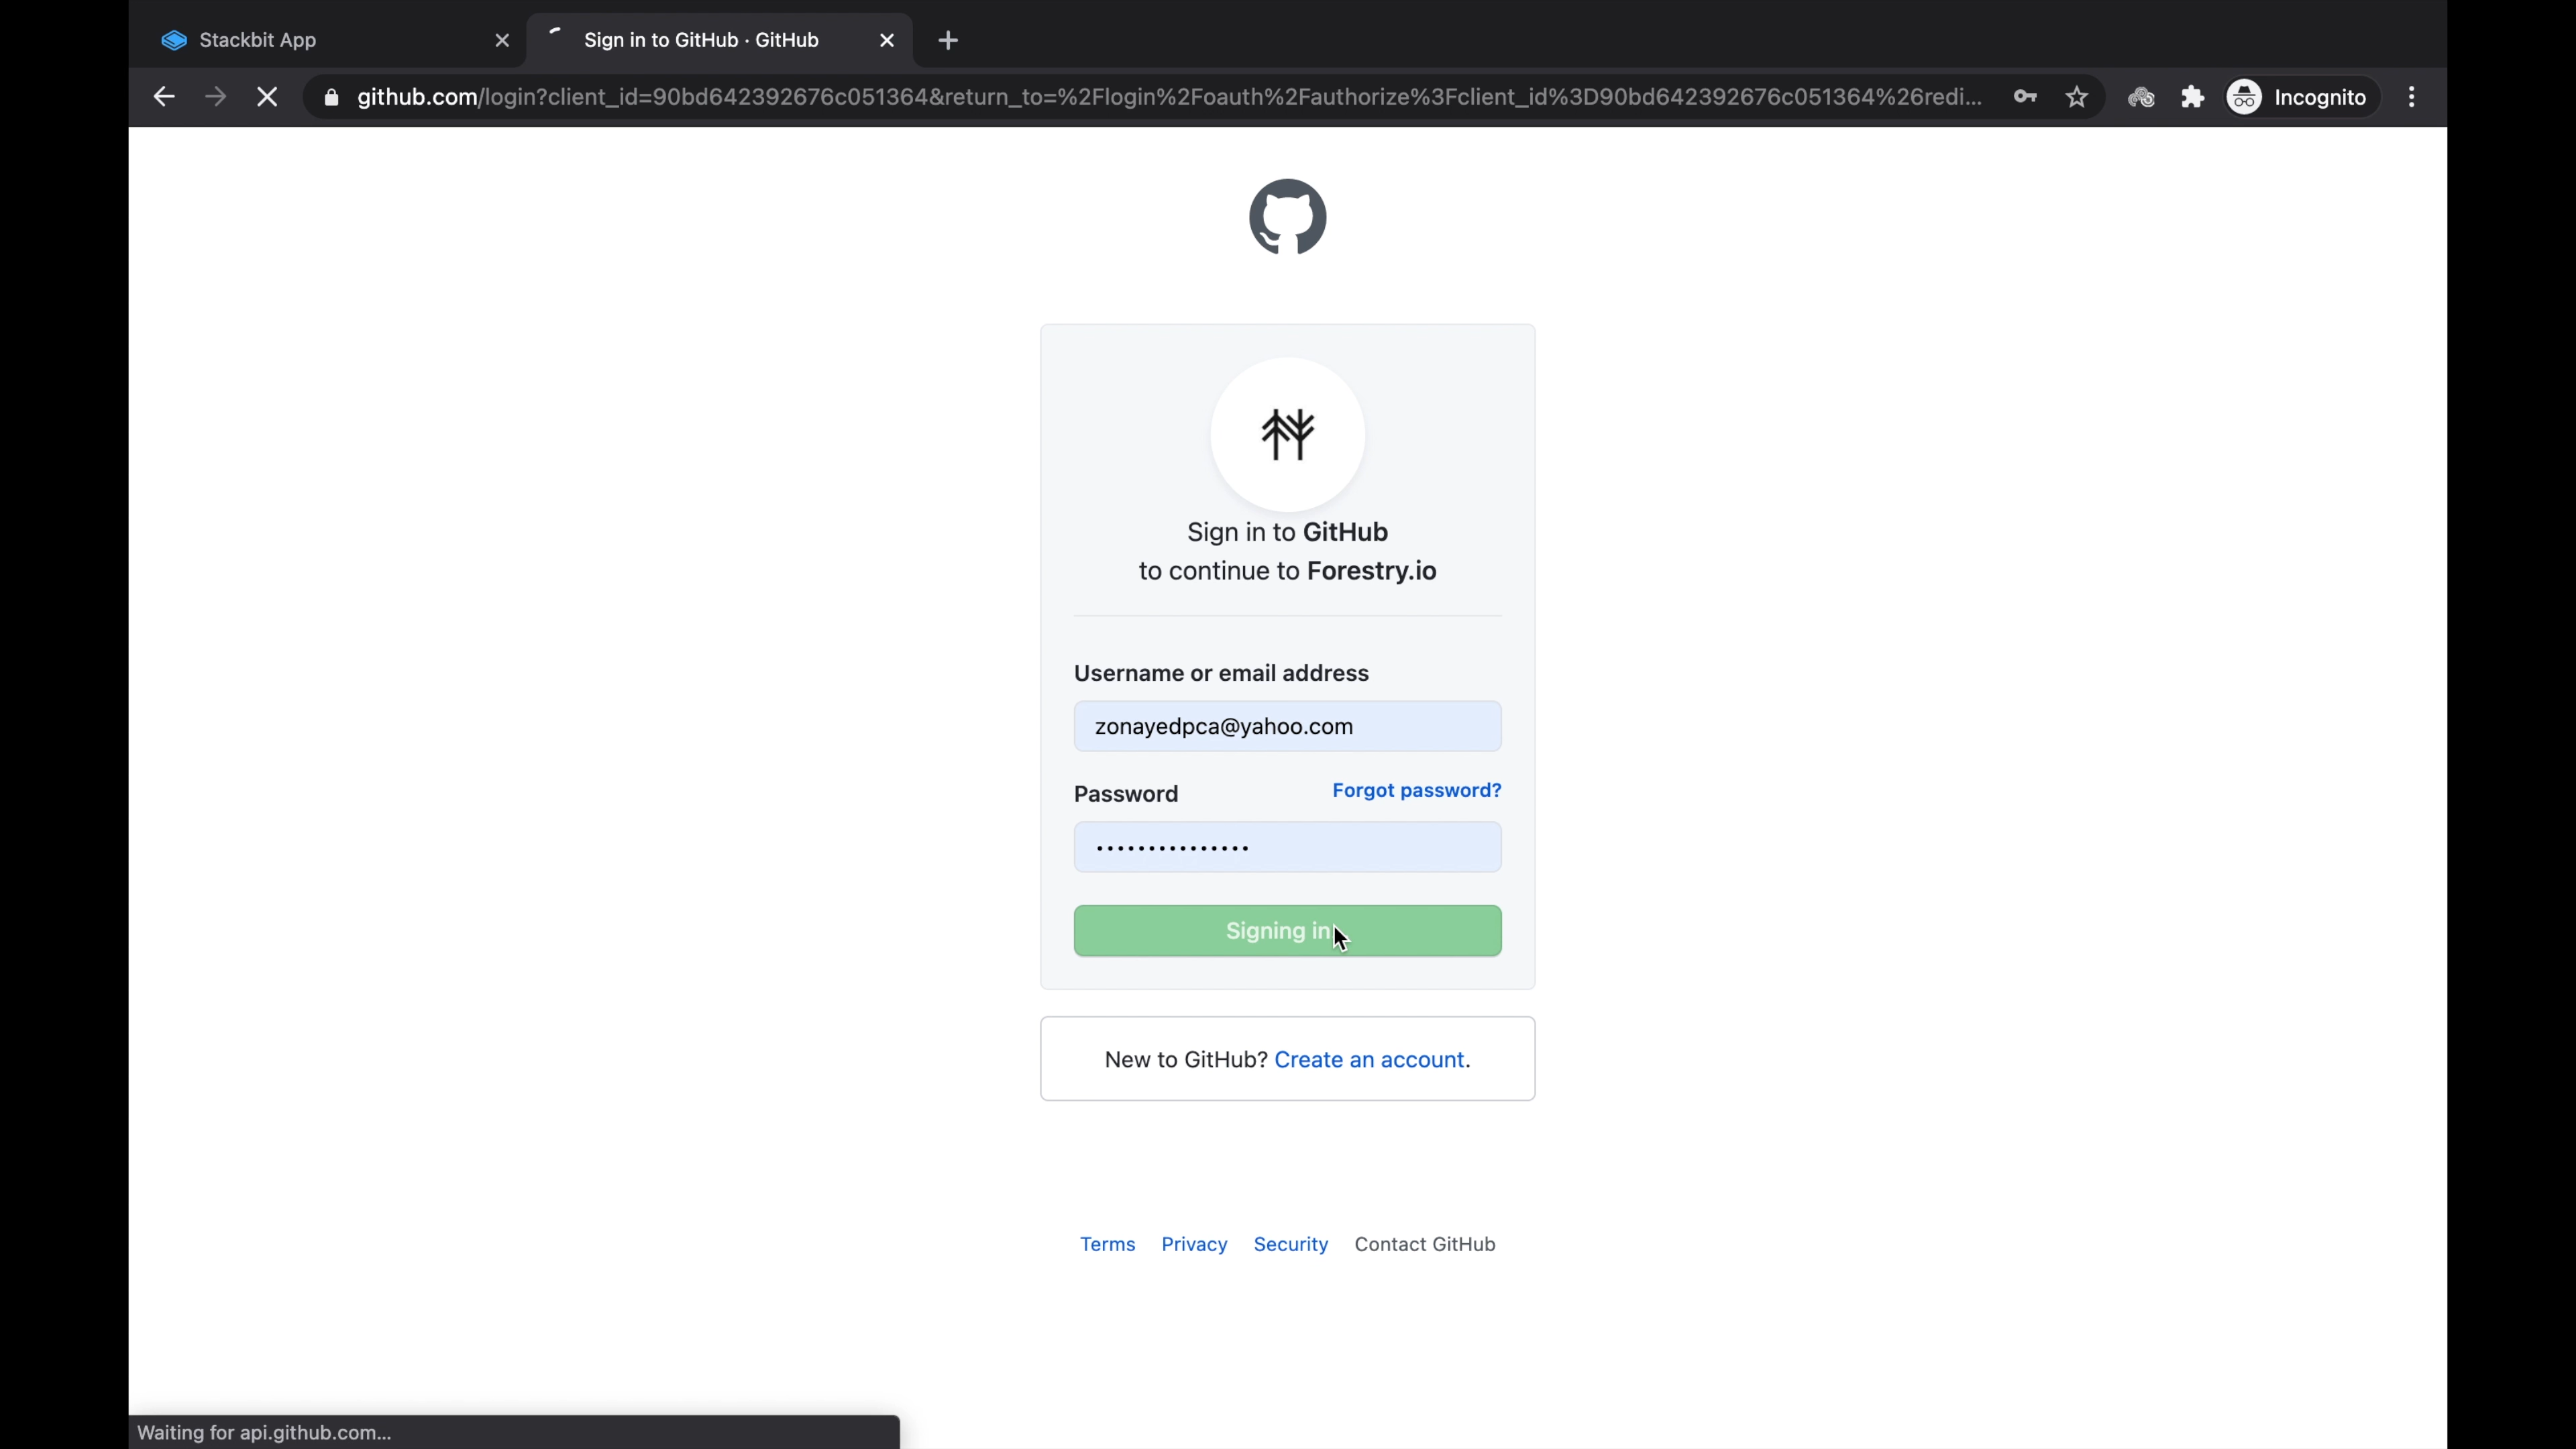 Stackbit App
Sign in to GitHub · GitHub
github.com/login?client_id=90bd642392676c051364&return_to=%2Flogin%2Foauth%2Fauthorize%3Fclient_id%3D90bd642392676c051364%26redi...
Incognito
Sign in to GitHub
to continue to Forestry.io
Username or email address
zonayedpca@yahoo.com
Password
Forgot password?
Signing in
New to GitHub? Create an account.
Terms Privacy Security Contact GitHub
Waiting for api.github.com...